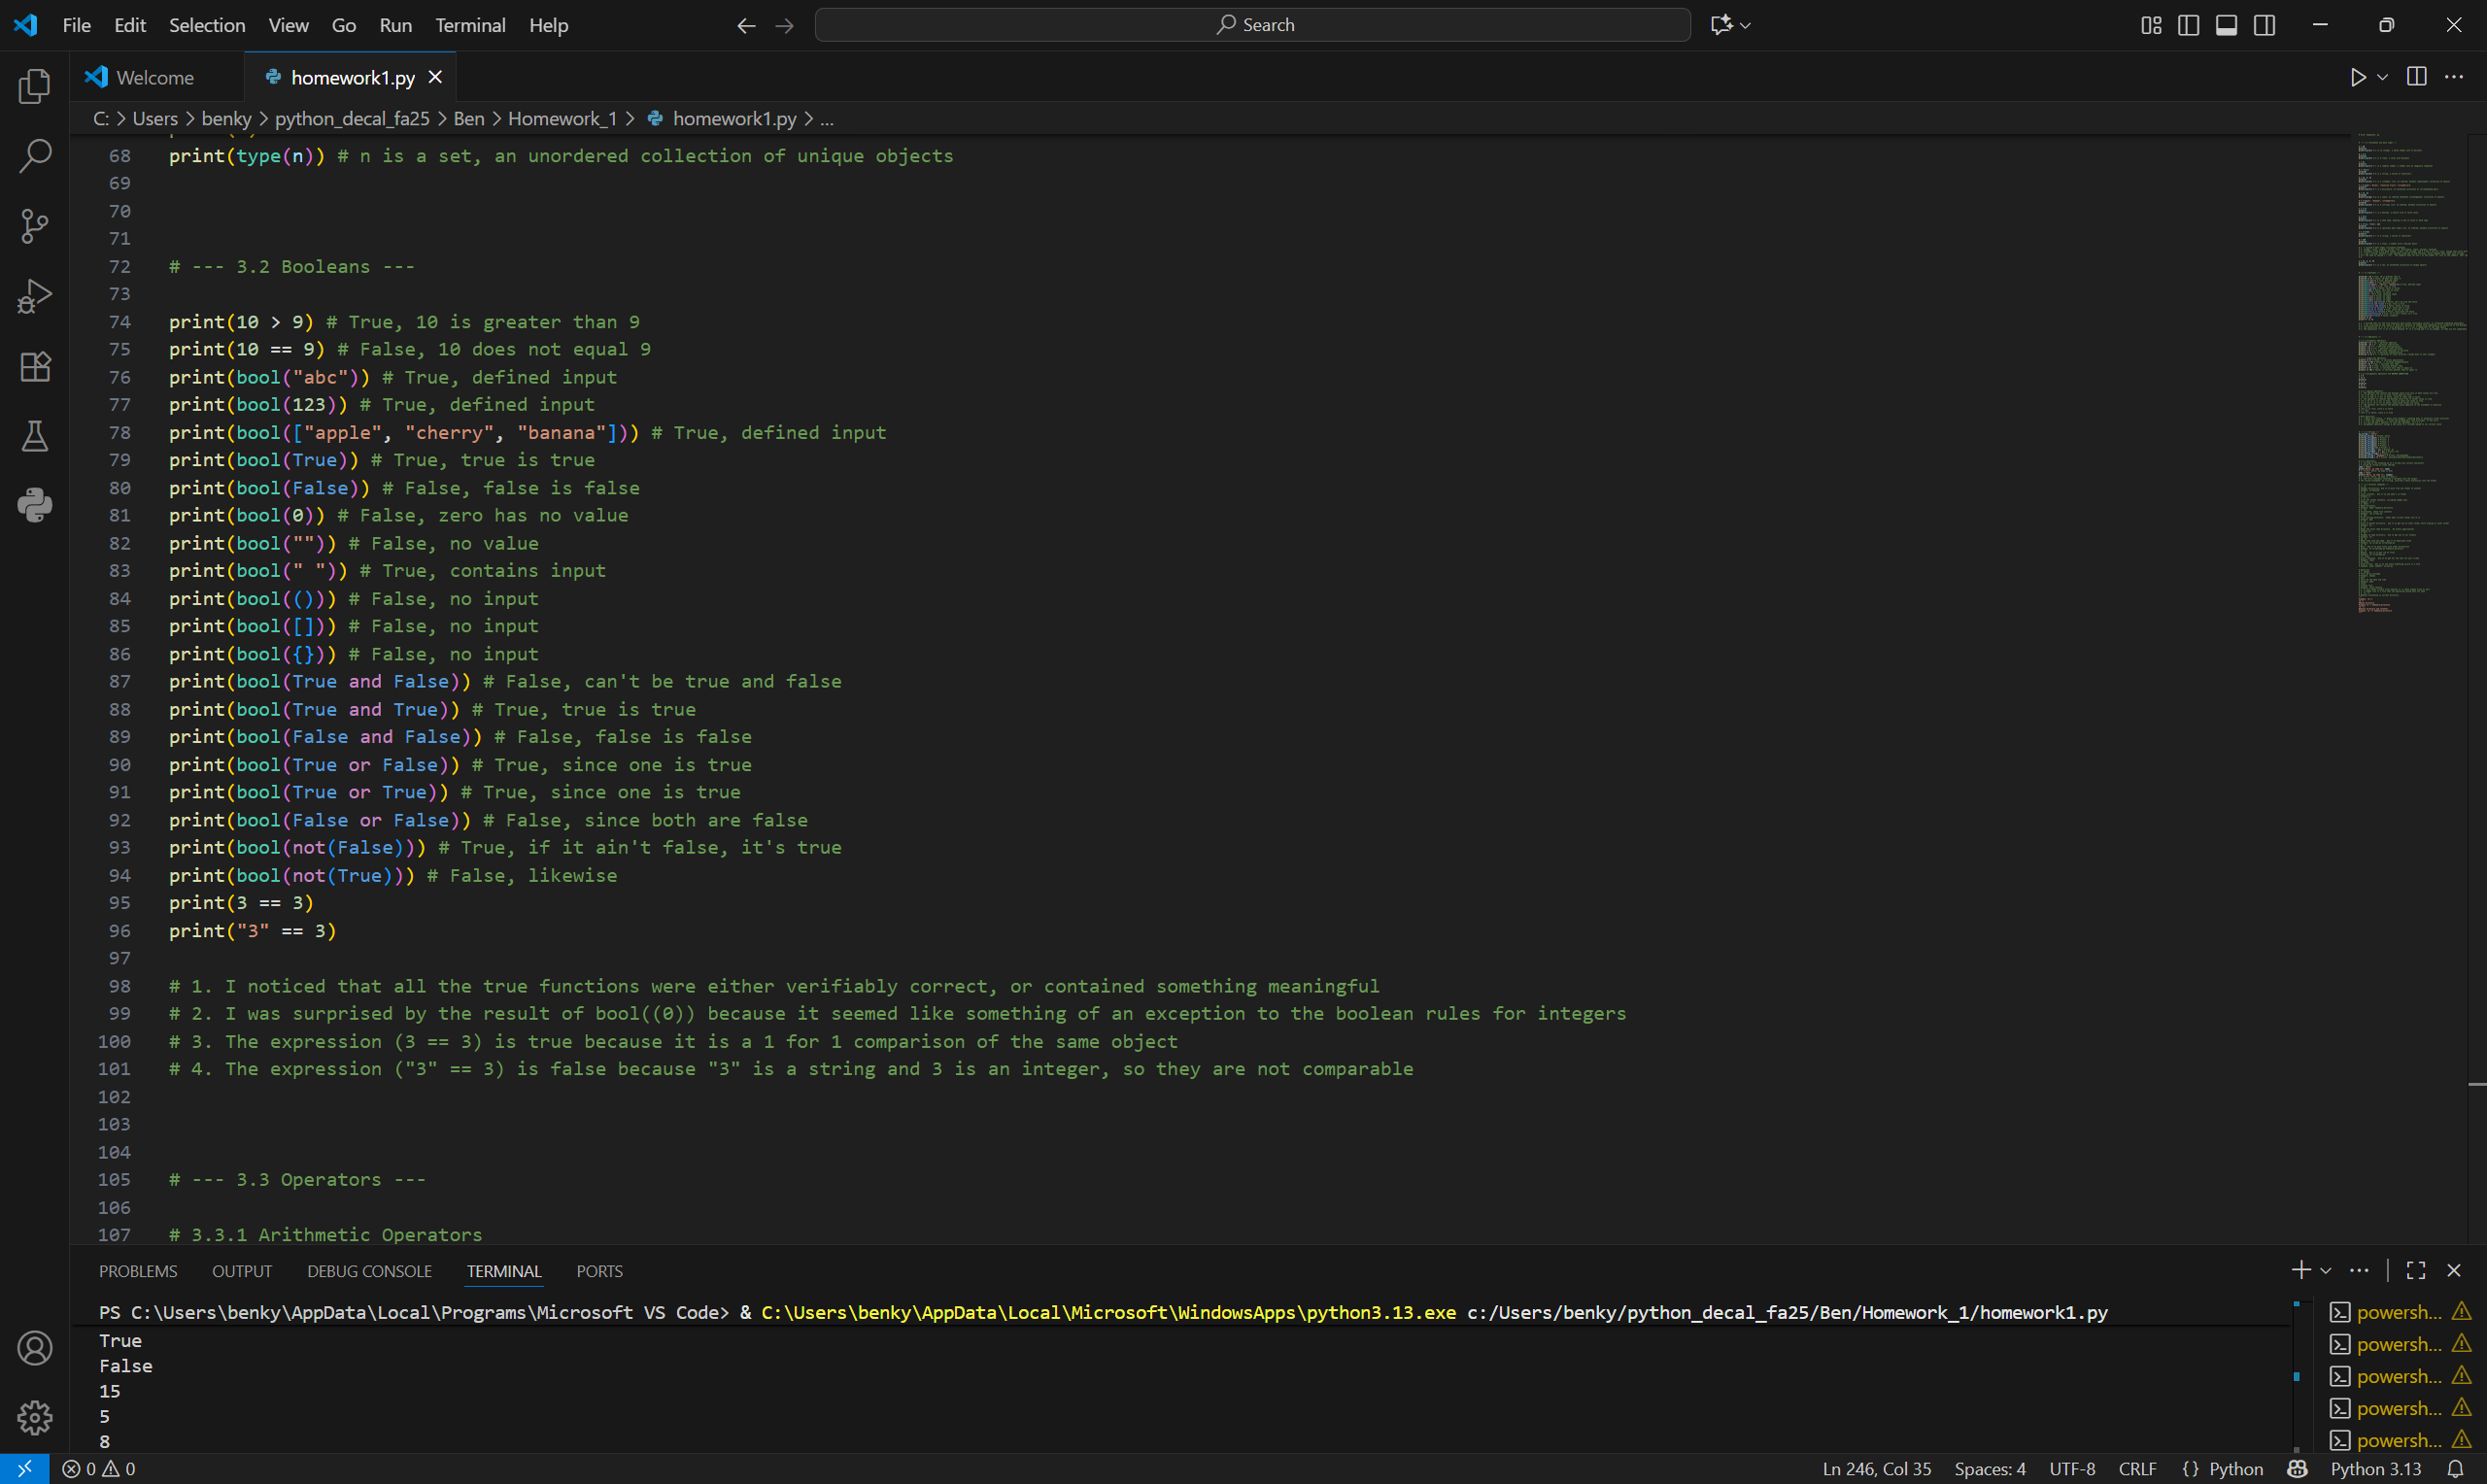 File Edit Selection View Go Run Terminal Help Search
Welcome homework1.py
C: > Users > benky > python_decal_fa25 > Ben > Homework_1 > homework1.py > ...
68 print(type(n)) # n is a set, an unordered collection of unique objects
69
70
71
72 # --- 3.2 Booleans ---
73
74 print(10 > 9) # True, 10 is greater than 9
75 print(10 == 9) # False, 10 does not equal 9
76 print(bool("abc")) # True, defined input
77 print(bool(123)) # True, defined input
78 print(bool(["apple", "cherry", "banana"])) # True, defined input
79 print(bool(True)) # True, true is true
80 print(bool(False)) # False, false is false
81 print(bool(0)) # False, zero has no value
82 print(bool("")) # False, no value
83 print(bool(" ")) # True, contains input
84 print(bool(())) # False, no input
85 print(bool([])) # False, no input
86 print(bool({})) # False, no input
87 print(bool(True and False)) # False, can't be true and false
88 print(bool(True and True)) # True, true is true
89 print(bool(False and False)) # False, false is false
90 print(bool(True or False)) # True, since one is true
91 print(bool(True or True)) # True, since one is true
92 print(bool(False or False)) # False, since both are false
93 print(bool(not(False))) # True, if it ain't false, it's true
94 print(bool(not(True))) # False, likewise
95 print(3 == 3)
96 print("3" == 3)
97
98 # 1. I noticed that all the true functions were either verifiably correct, or contained something meaningful
99 # 2. I was surprised by the result of bool((0)) because it seemed like something of an exception to the boolean rules for integers
100 # 3. The expression (3 == 3) is true because it is a 1 for 1 comparison of the same object
101 # 4. The expression ("3" == 3) is false because "3" is a string and 3 is an integer, so they are not comparable
102
103
104
105 # --- 3.3 Operators ---
106
107 # 3.3.1 Arithmetic Operators
PROBLEMS OUTPUT DEBUG CONSOLE TERMINAL PORTS
PS C:\Users\benky\AppData\Local\Programs\Microsoft VS Code> & C:\Users\benky\AppData\Local\Microsoft\WindowsApps\python3.13.exe c:/Users/benky/python_decal_fa25/Ben/Homework_1/homework1.py
True
False
15
5
8
powersh...
powersh...
powersh...
powersh...
powersh...
0 0 Ln 246, Col 35 Spaces: 4 UTF-8 CRLF {} Python Python 3.13